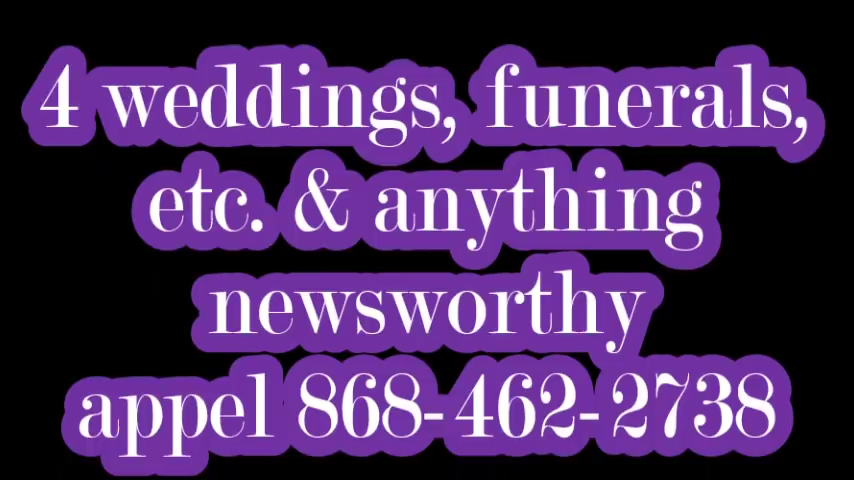 4 weddings, funerals,
etc. & anything
newsworthy
appel 868-462-2738